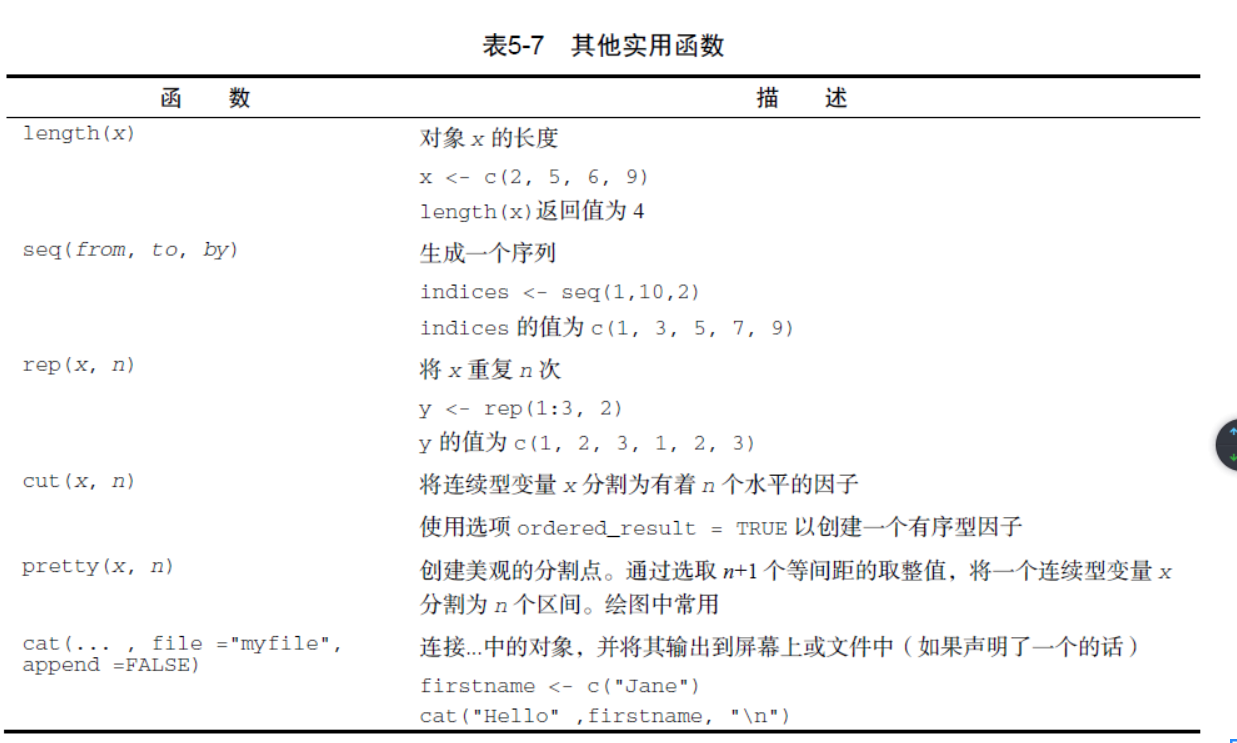 表5-7 其他实用函数
函 数 描 述
length(x) 对象 x 的长度
x <- c(2, 5, 6, 9)
length(x)返回值为 4
seq(from, to, by) 生成一个序列
indices <- seq(1,10,2)
indices 的值为 c(1, 3, 5, 7, 9)
rep(x, n) 将 x 重复 n 次
y <- rep(1:3, 2)
y 的值为 c(1, 2, 3, 1, 2, 3)
cut(x, n) 将连续型变量 x 分割为有着 n 个水平的因子
使用选项 ordered_result = TRUE 以创建一个有序型因子
pretty(x, n) 创建美观的分割点。通过选取 n+1 个等间距的取整值，将一个连续型变量 x
分割为 n 个区间。绘图中常用
cat(... , file ="myfile", 连接...中的对象，并将其输出到屏幕上或文件中（如果声明了一个的话）
append =FALSE)
firstname <- c("Jane")
cat("Hello" ,firstname, "\n")